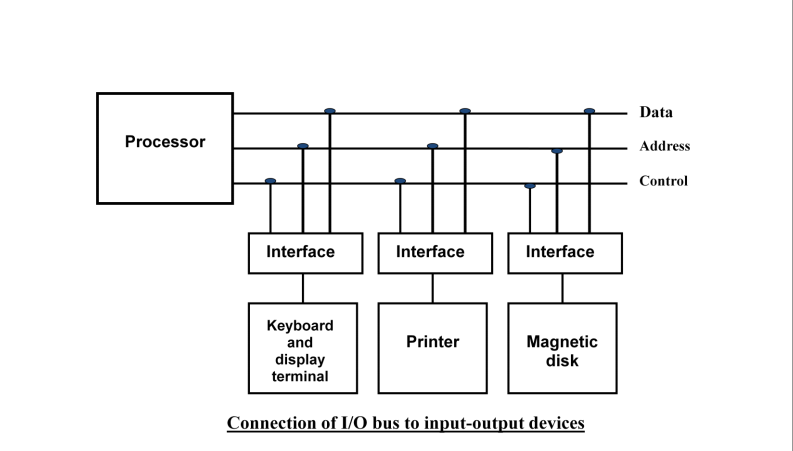 Processor
Data
Address
Control
Interface
Interface
Interface
Keyboard
and
display
terminal
Printer
Magnetic
disk
Connection of I/O bus to input-output devices